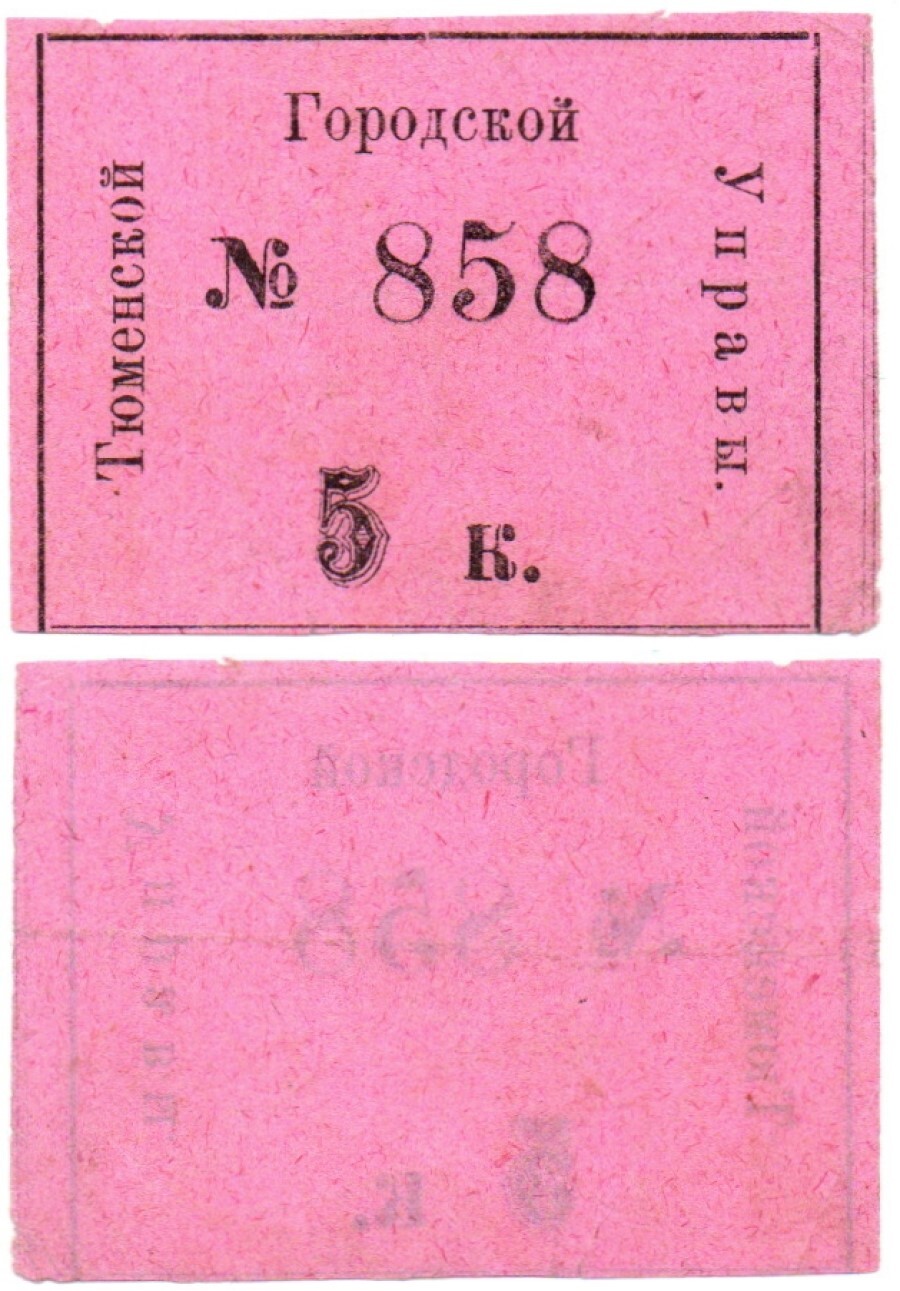 Тюменской
Городской
Управы.
№ 858
5 к.